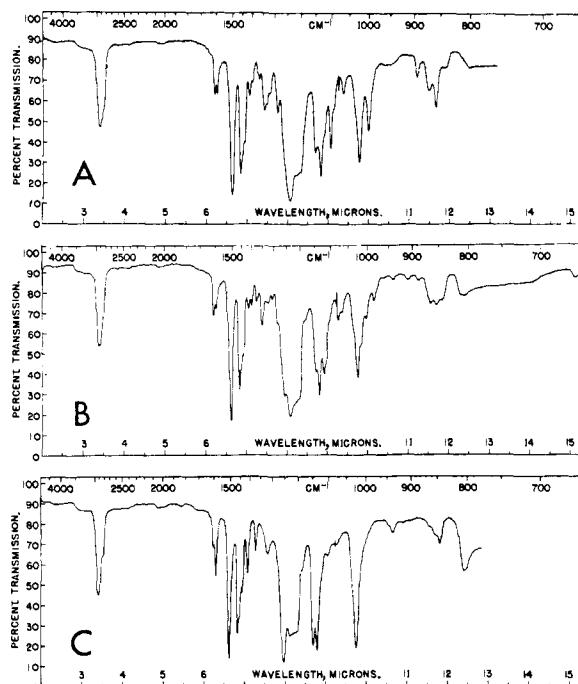 4000 2500 2000 1500 CM⁻¹ 1000 900 800 700
PERCENT TRANSMISSION.
100
90
80
70
60
50
40
30
20
10
0
A
3 4 5 6 WAVELENGTH, MICRONS. 11 12 13 14 15
4000 2500 2000 1500 CM⁻¹ 1000 900 800 700
PERCENT TRANSMISSION.
100
90
80
70
60
50
40
30
20
10
0
B
3 4 5 6 WAVELENGTH, MICRONS. 11 12 13 14 15
4000 2500 2000 1500 CM⁻¹ 1000 900 800 700
PERCENT TRANSMISSION.
100
90
80
70
60
50
40
30
20
10
0
C
3 4 5 6 WAVELENGTH, MICRONS. 11 12 13 14 15